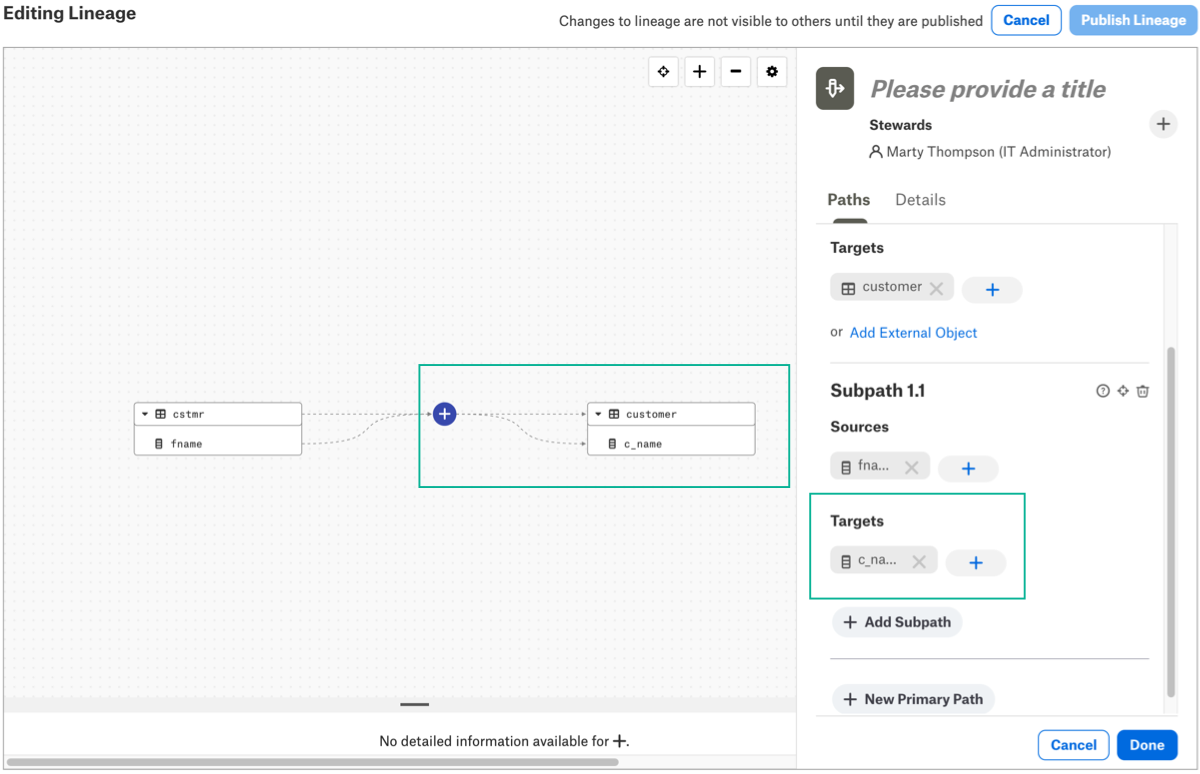 Editing Lineage
Changes to lineage are not visible to others until they are published
Cancel
Publish Lineage
Please provide a title
Stewards
Marty Thompson (IT Administrator)
Paths
Details
Targets
customer
or Add External Object
Subpath 1.1
Sources
fna...
Targets
c_na...
Add Subpath
New Primary Path
Cancel
Done
cstmr
fname
customer
c_name
No detailed information available for +.